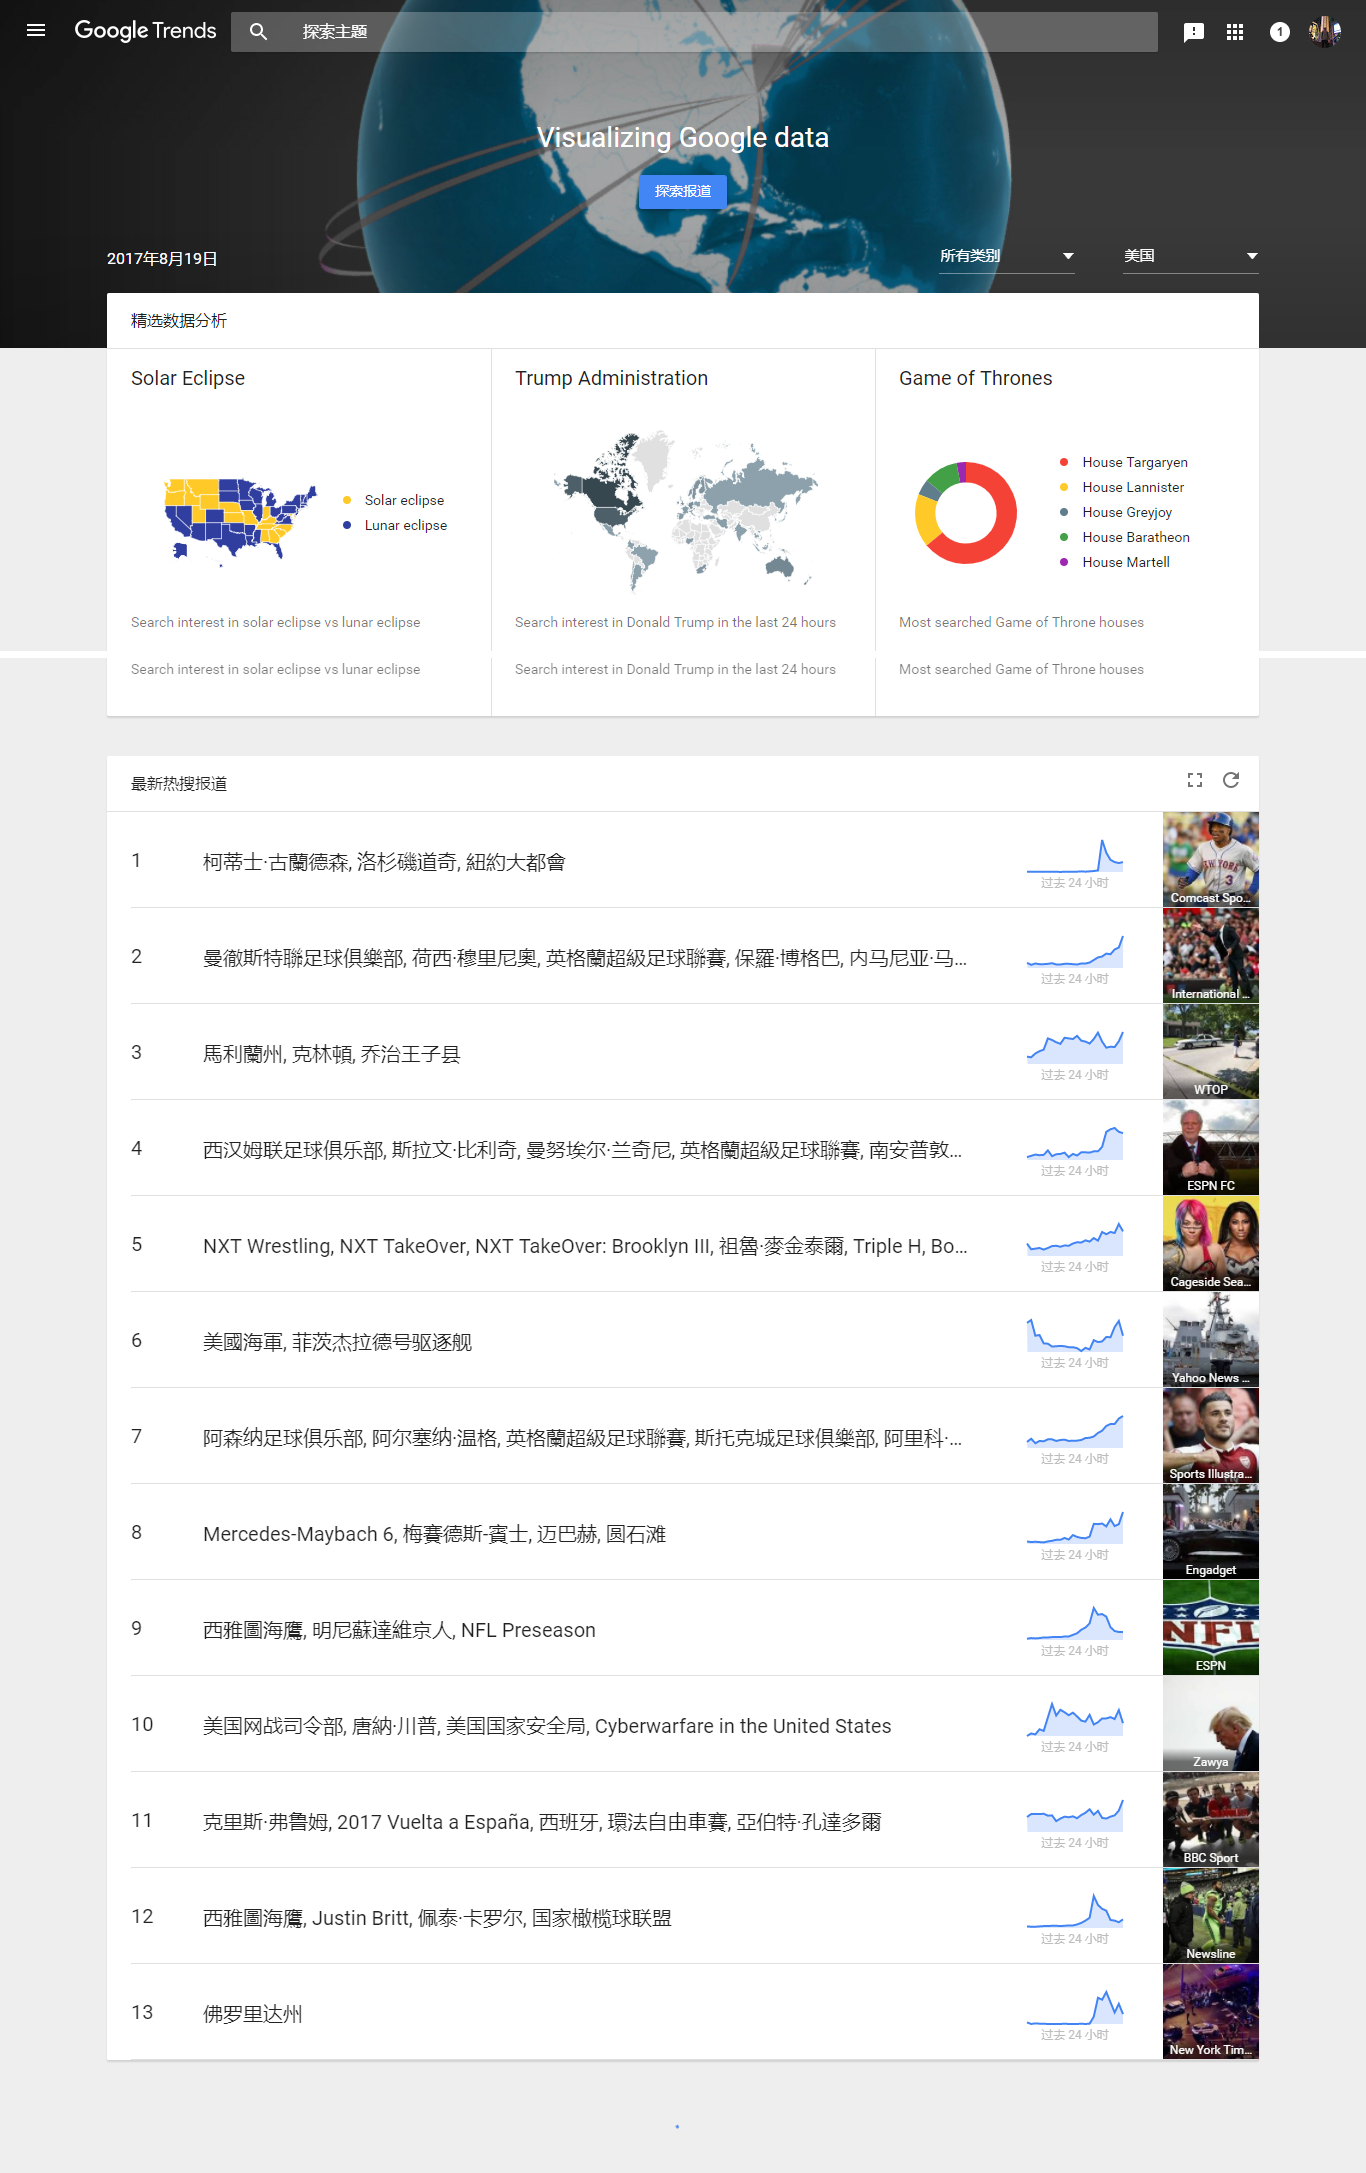 Google Trends
探索主题
1
Visualizing Google data
探索报道
2017年8月19日
所有类别
美国
精选数据分析
Solar Eclipse
Solar eclipse
Lunar eclipse
Search interest in solar eclipse vs lunar eclipse
Trump Administration
Search interest in Donald Trump in the last 24 hours
Game of Thrones
House Targaryen
House Lannister
House Greyjoy
House Baratheon
House Martell
Most searched Game of Throne houses
Search interest in solar eclipse vs lunar eclipse
Search interest in Donald Trump in the last 24 hours
Most searched Game of Throne houses
最新热搜报道
1 柯蒂士·古蘭德森, 洛杉磯道奇, 紐約大都會
过去 24 小时
NEW YORK
3
Comcast Spo...
2 曼徹斯特聯足球俱樂部, 荷西·穆里尼奧, 英格蘭超級足球聯賽, 保羅·博格巴, 内马尼亚·马...
过去 24 小时
International ...
3 馬利蘭州, 克林頓, 乔治王子县
过去 24 小时
WTOP
4 西汉姆联足球俱乐部, 斯拉文·比利奇, 曼努埃尔·兰奇尼, 英格蘭超級足球聯賽, 南安普敦...
过去 24 小时
ESPN FC
5 NXT Wrestling, NXT TakeOver, NXT TakeOver: Brooklyn III, 祖魯·麥金泰爾, Triple H, Bo...
过去 24 小时
Cageside Sea...
6 美國海軍, 菲茨杰拉德号驱逐舰
过去 24 小时
Yahoo News ...
7 阿森纳足球俱乐部, 阿尔塞纳·温格, 英格蘭超級足球聯賽, 斯托克城足球俱樂部, 阿里科·...
过去 24 小时
Sports Illustra...
8 Mercedes-Maybach 6, 梅賽德斯-賓士, 迈巴赫, 圆石滩
过去 24 小时
Engadget
9 西雅圖海鷹, 明尼蘇達維京人, NFL Preseason
过去 24 小时
NFL
ESPN
10 美国网战司令部, 唐納·川普, 美国国家安全局, Cyberwarfare in the United States
过去 24 小时
Zawya
11 克里斯·弗鲁姆, 2017 Vuelta a España, 西班牙, 環法自由車賽, 亞伯特·孔達多爾
过去 24 小时
BBC Sport
12 西雅圖海鷹, Justin Britt, 佩泰·卡罗尔, 国家橄榄球联盟
过去 24 小时
Newsline
13 佛罗里达州
过去 24 小时
New York Tim...